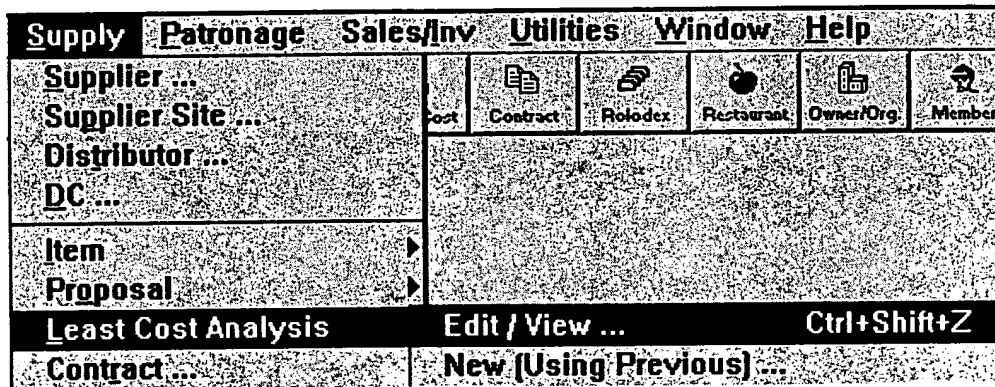 Supply Patronage Sales/Inv Utilities Window Help
Supplier ...
Supplier Site ...
Cost Contract Rolodex Restaurant Owner/Org. Member
Distributor ...
DC ...
Item
Proposal
Least Cost Analysis Edit / View ... Ctrl+Shift+Z
Contract ... New (Using Previous) ...